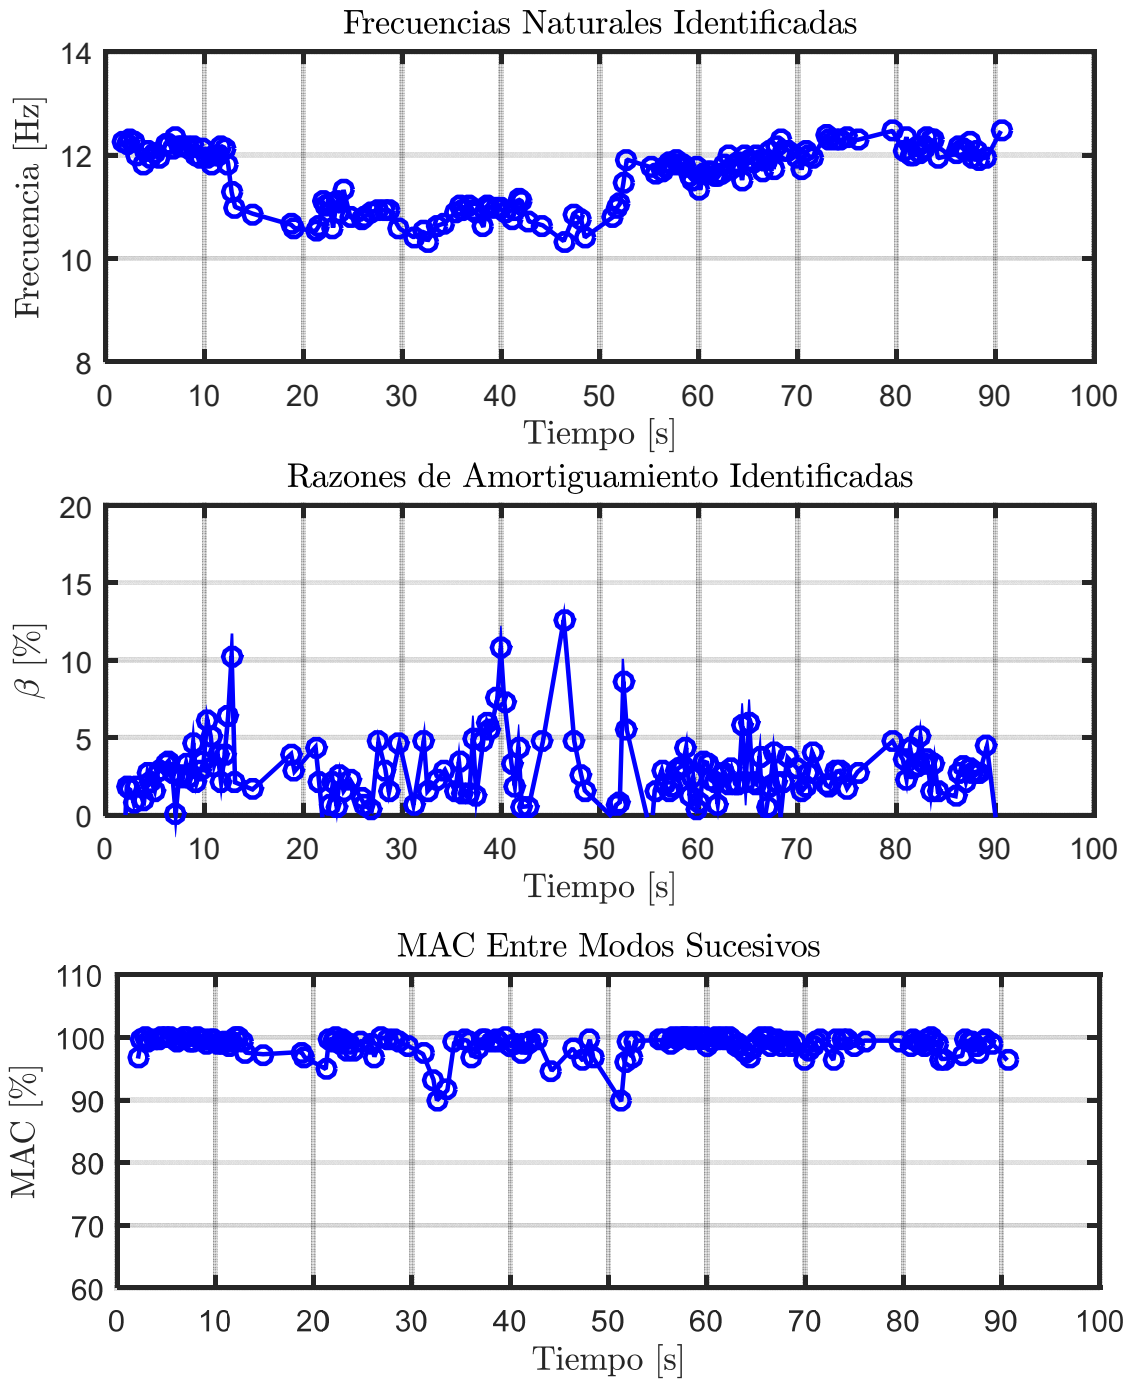 Frecuencias Naturales Identificadas
Frecuencia [Hz]
14
12
10
8
0 10 20 30 40 50 60 70 80 90 100
Tiempo [s]
Razones de Amortiguamiento Identificadas
β [%]
20
15
10
5
0
0 10 20 30 40 50 60 70 80 90 100
Tiempo [s]
MAC Entre Modos Sucesivos
MAC [%]
110
100
90
80
70
60
0 10 20 30 40 50 60 70 80 90 100
Tiempo [s]